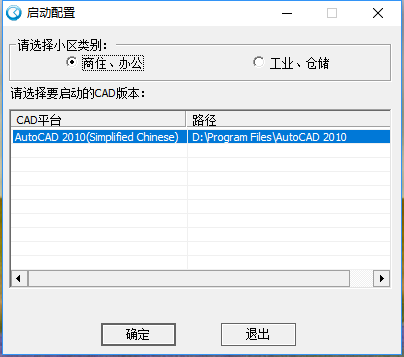 启动配置
请选择小区类别：
商住、办公 工业、仓储
请选择要启动的CAD版本：
CAD平台 路径
AutoCAD 2010(Simplified Chinese) D:\Program Files\AutoCAD 2010
确定 退出